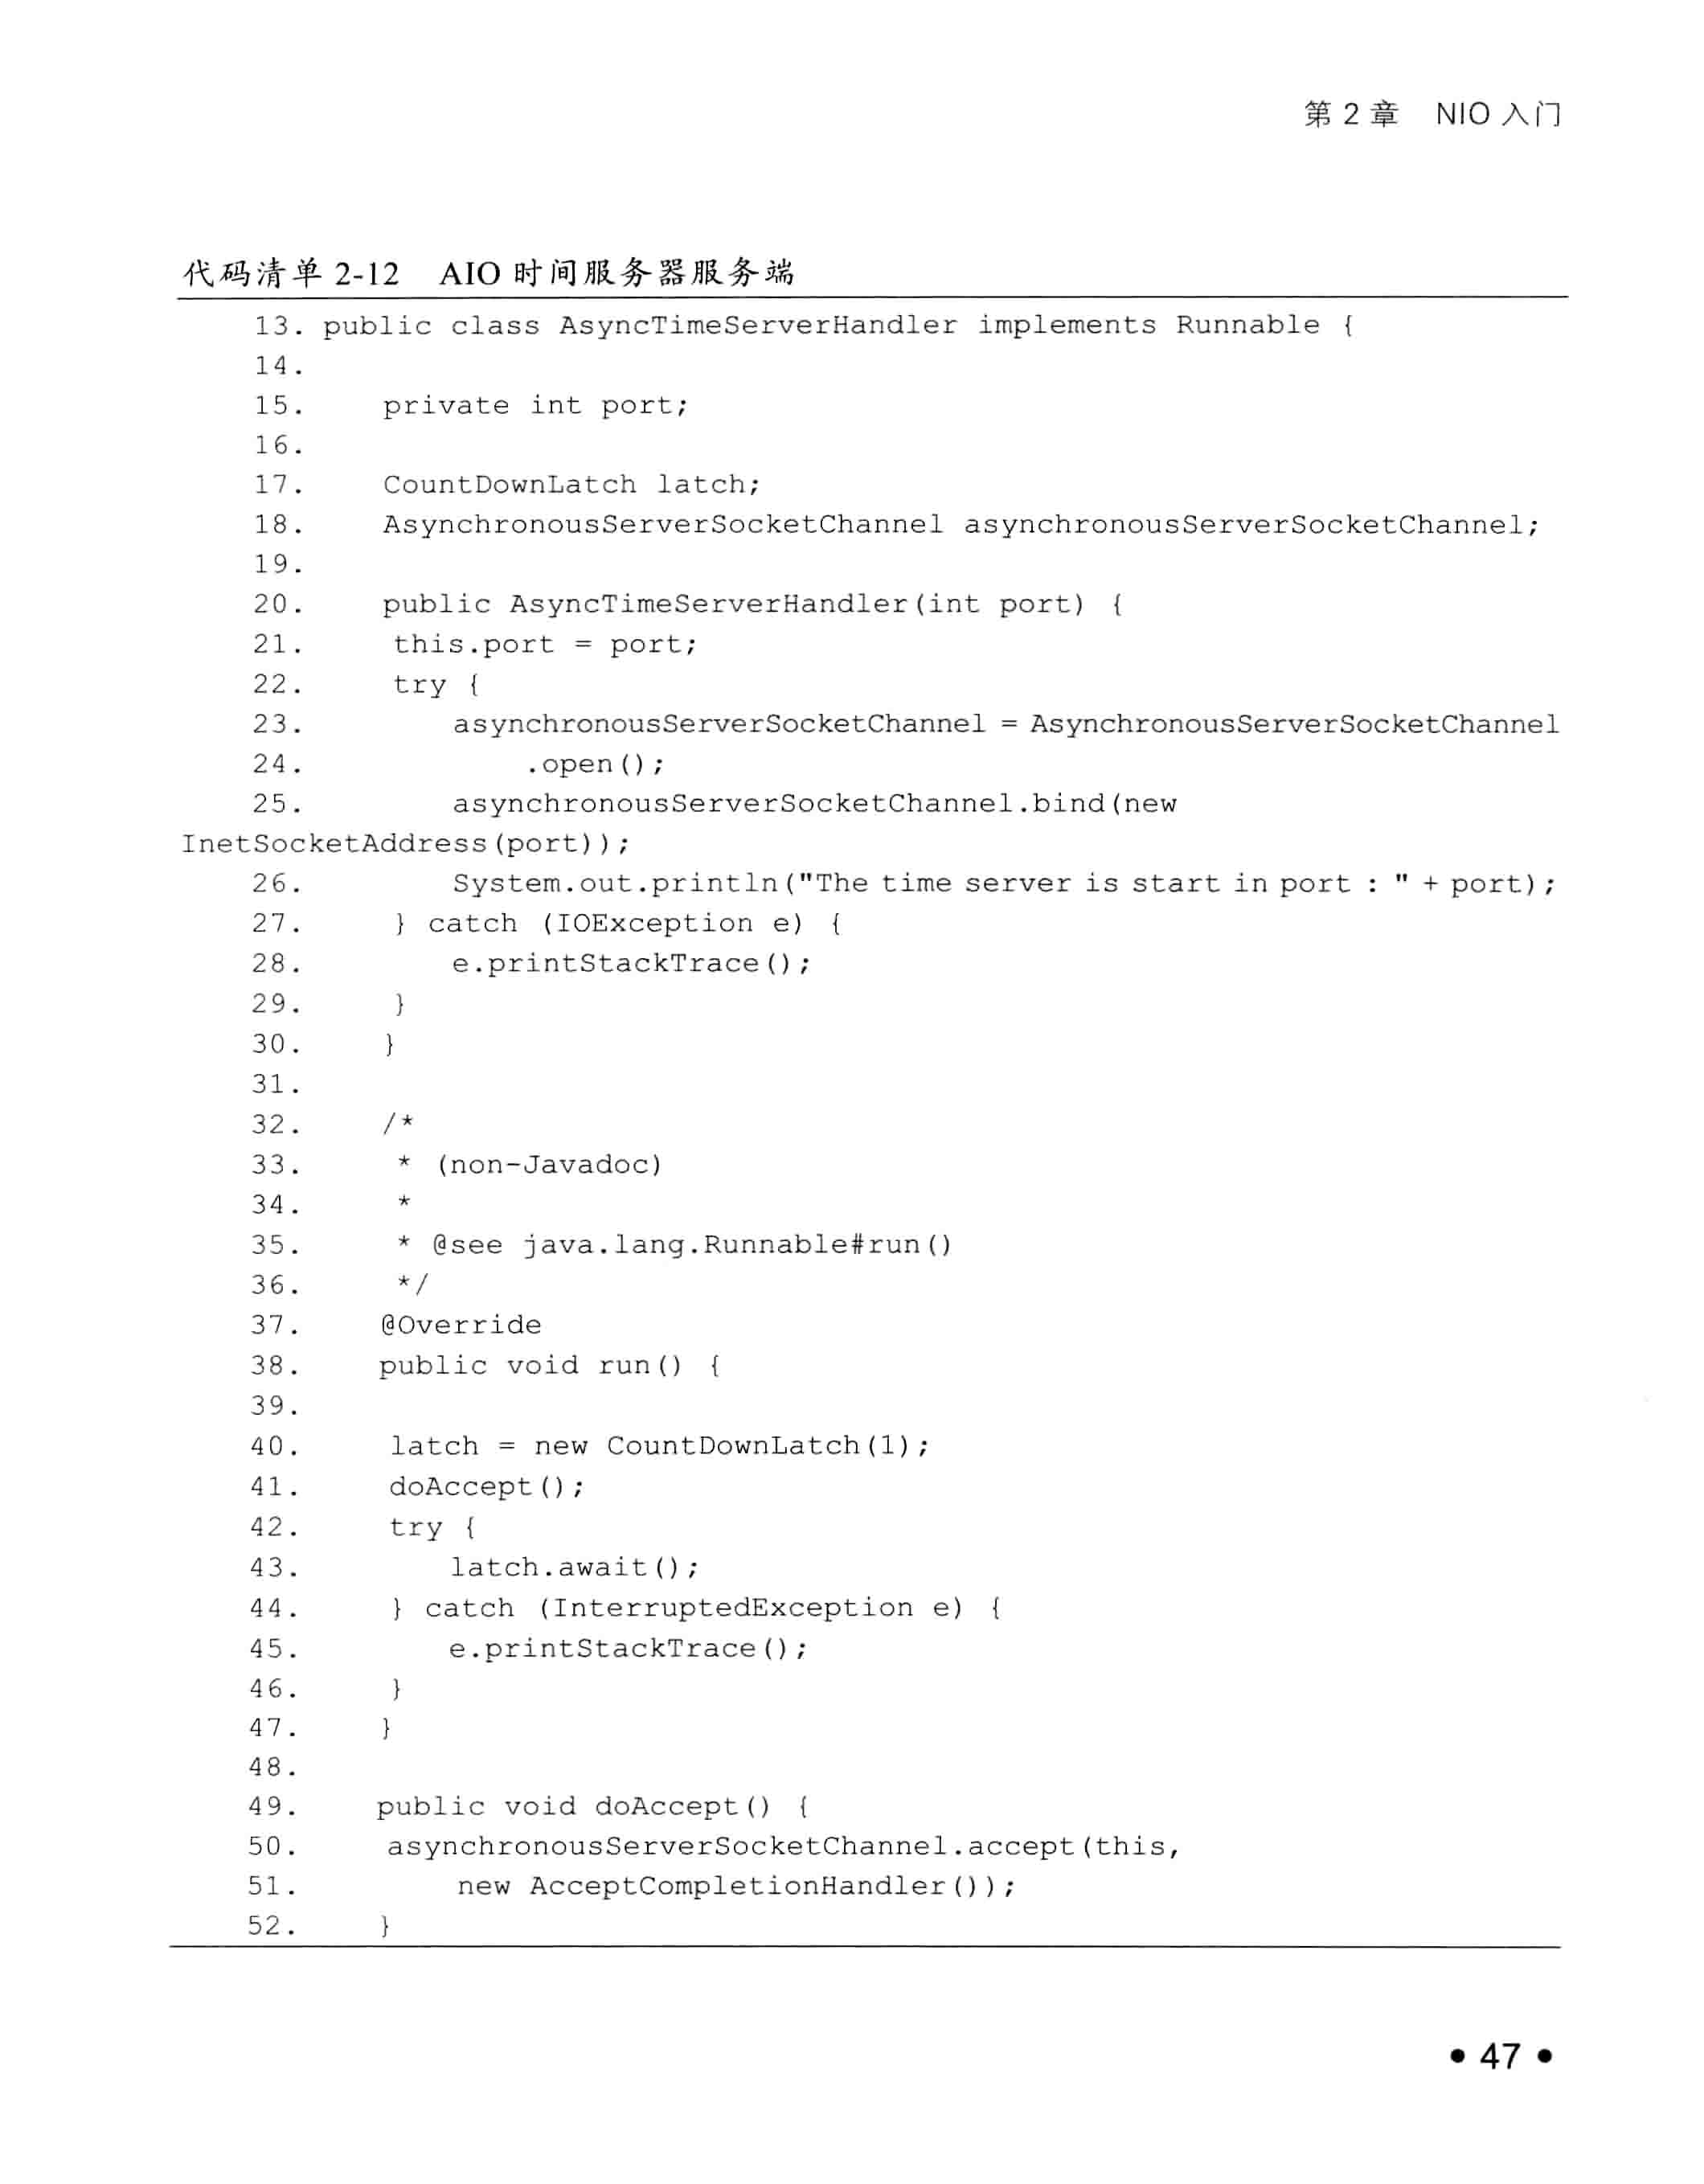 第 2 章 NIO 入门
代码清单 2-12 AIO 时间服务器服务端
13. public class AsyncTimeServerHandler implements Runnable {
14.
15. private int port;
16.
17. CountDownLatch latch;
18. AsynchronousServerSocketChannel asynchronousServerSocketChannel;
19.
20. public AsyncTimeServerHandler(int port) {
21. this.port = port;
22. try {
23. asynchronousServerSocketChannel = AsynchronousServerSocketChannel
24. .open();
25. asynchronousServerSocketChannel.bind(new
InetSocketAddress(port));
26. System.out.println("The time server is start in port : " + port);
27. } catch (IOException e) {
28. e.printStackTrace();
29. }
30. }
31.
32. /*
33. * (non-Javadoc)
34. *
35. * @see java.lang.Runnable#run()
36. */
37. @Override
38. public void run() {
39.
40. latch = new CountDownLatch(1);
41. doAccept();
42. try {
43. latch.await();
44. } catch (InterruptedException e) {
45. e.printStackTrace();
46. }
47. }
48.
49. public void doAccept() {
50. asynchronousServerSocketChannel.accept(this,
51. new AcceptCompletionHandler());
52. }
• 47 •